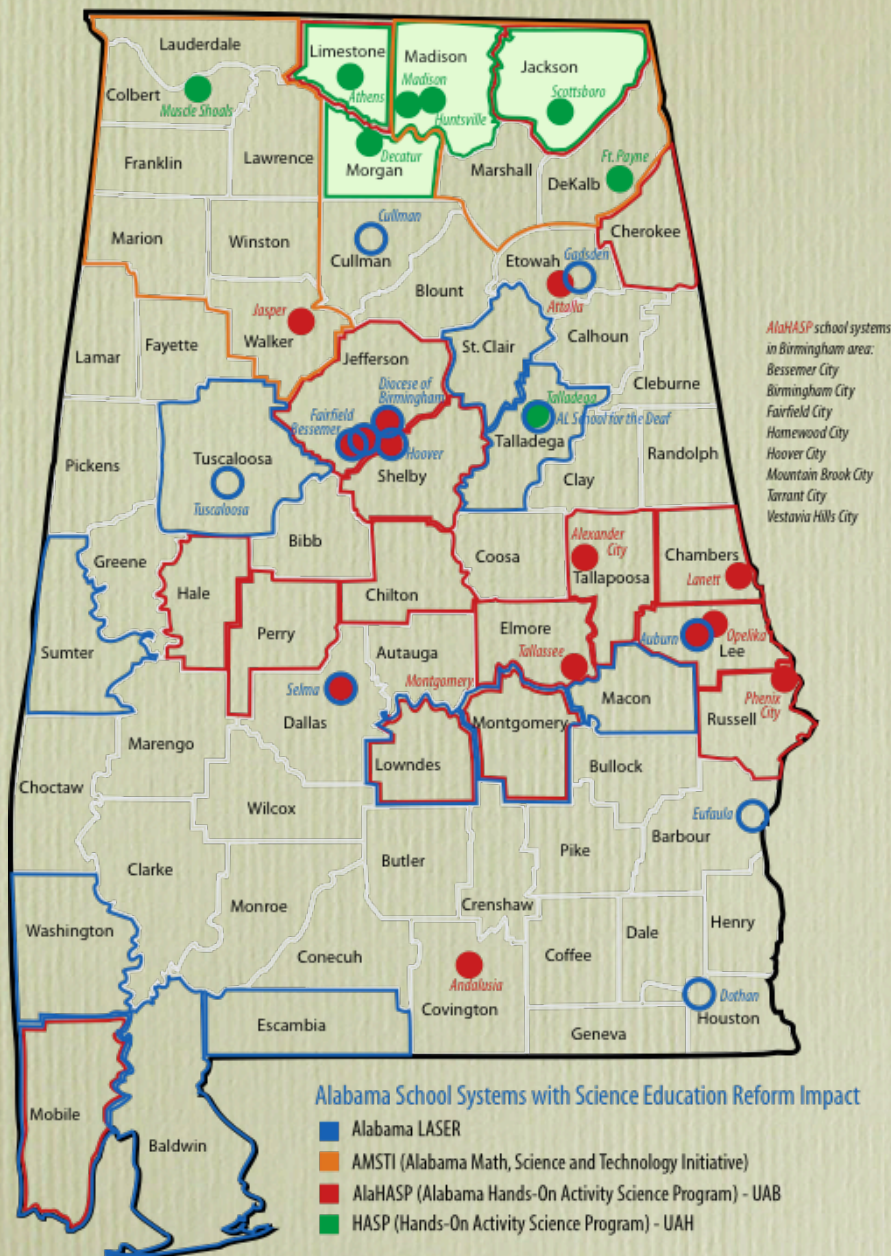 Lauderdale
Limestone
Madison
Jackson
Madison
Colbert
Athens
Scottsboro
Muscle Shoals
Huntsville
Decatur
Franklin
Lawrence
Morgan
Marshall
Ft. Payne
DeKalb
Cullman
Marion
Winston
Cullman
Etowah
Gadsden
Cherokee
Blount
Attalla
Jasper
Walker
Lamar
Fayette
Jefferson
St. Clair
Calhoun
Cleburne
AlaHASP school systems
in Birmingham area:
Bessemer City
Birmingham City
Fairfield City
Homewood City
Hoover City
Mountain Brook City
Tarrant City
Vestavia Hills City
Diocese of
Birmingham
Fairfield
Bessemer
Hoover
Talladega
AL School for the Deaf
Talladega
Pickens
Tuscaloosa
Tuscaloosa
Shelby
Clay
Randolph
Greene
Bibb
Coosa
Alexander
City
Tallapoosa
Chambers
Lanett
Hale
Chilton
Perry
Elmore
Tallassee
Auburn
Opelika
Lee
Sumter
Autauga
Montgomery
Selma
Dallas
Montgomery
Macon
Phenix
City
Russell
Marengo
Lowndes
Bullock
Choctaw
Wilcox
Eufaula
Barbour
Clarke
Butler
Pike
Monroe
Crenshaw
Washington
Conecuh
Coffee
Dale
Henry
Andalusia
Covington
Dothan
Houston
Escambia
Geneva
Mobile
Baldwin
Alabama School Systems with Science Education Reform Impact
Alabama LASER
AMSTI (Alabama Math, Science and Technology Initiative)
AlaHASP (Alabama Hands-On Activity Science Program) - UAB
HASP (Hands-On Activity Science Program) - UAH